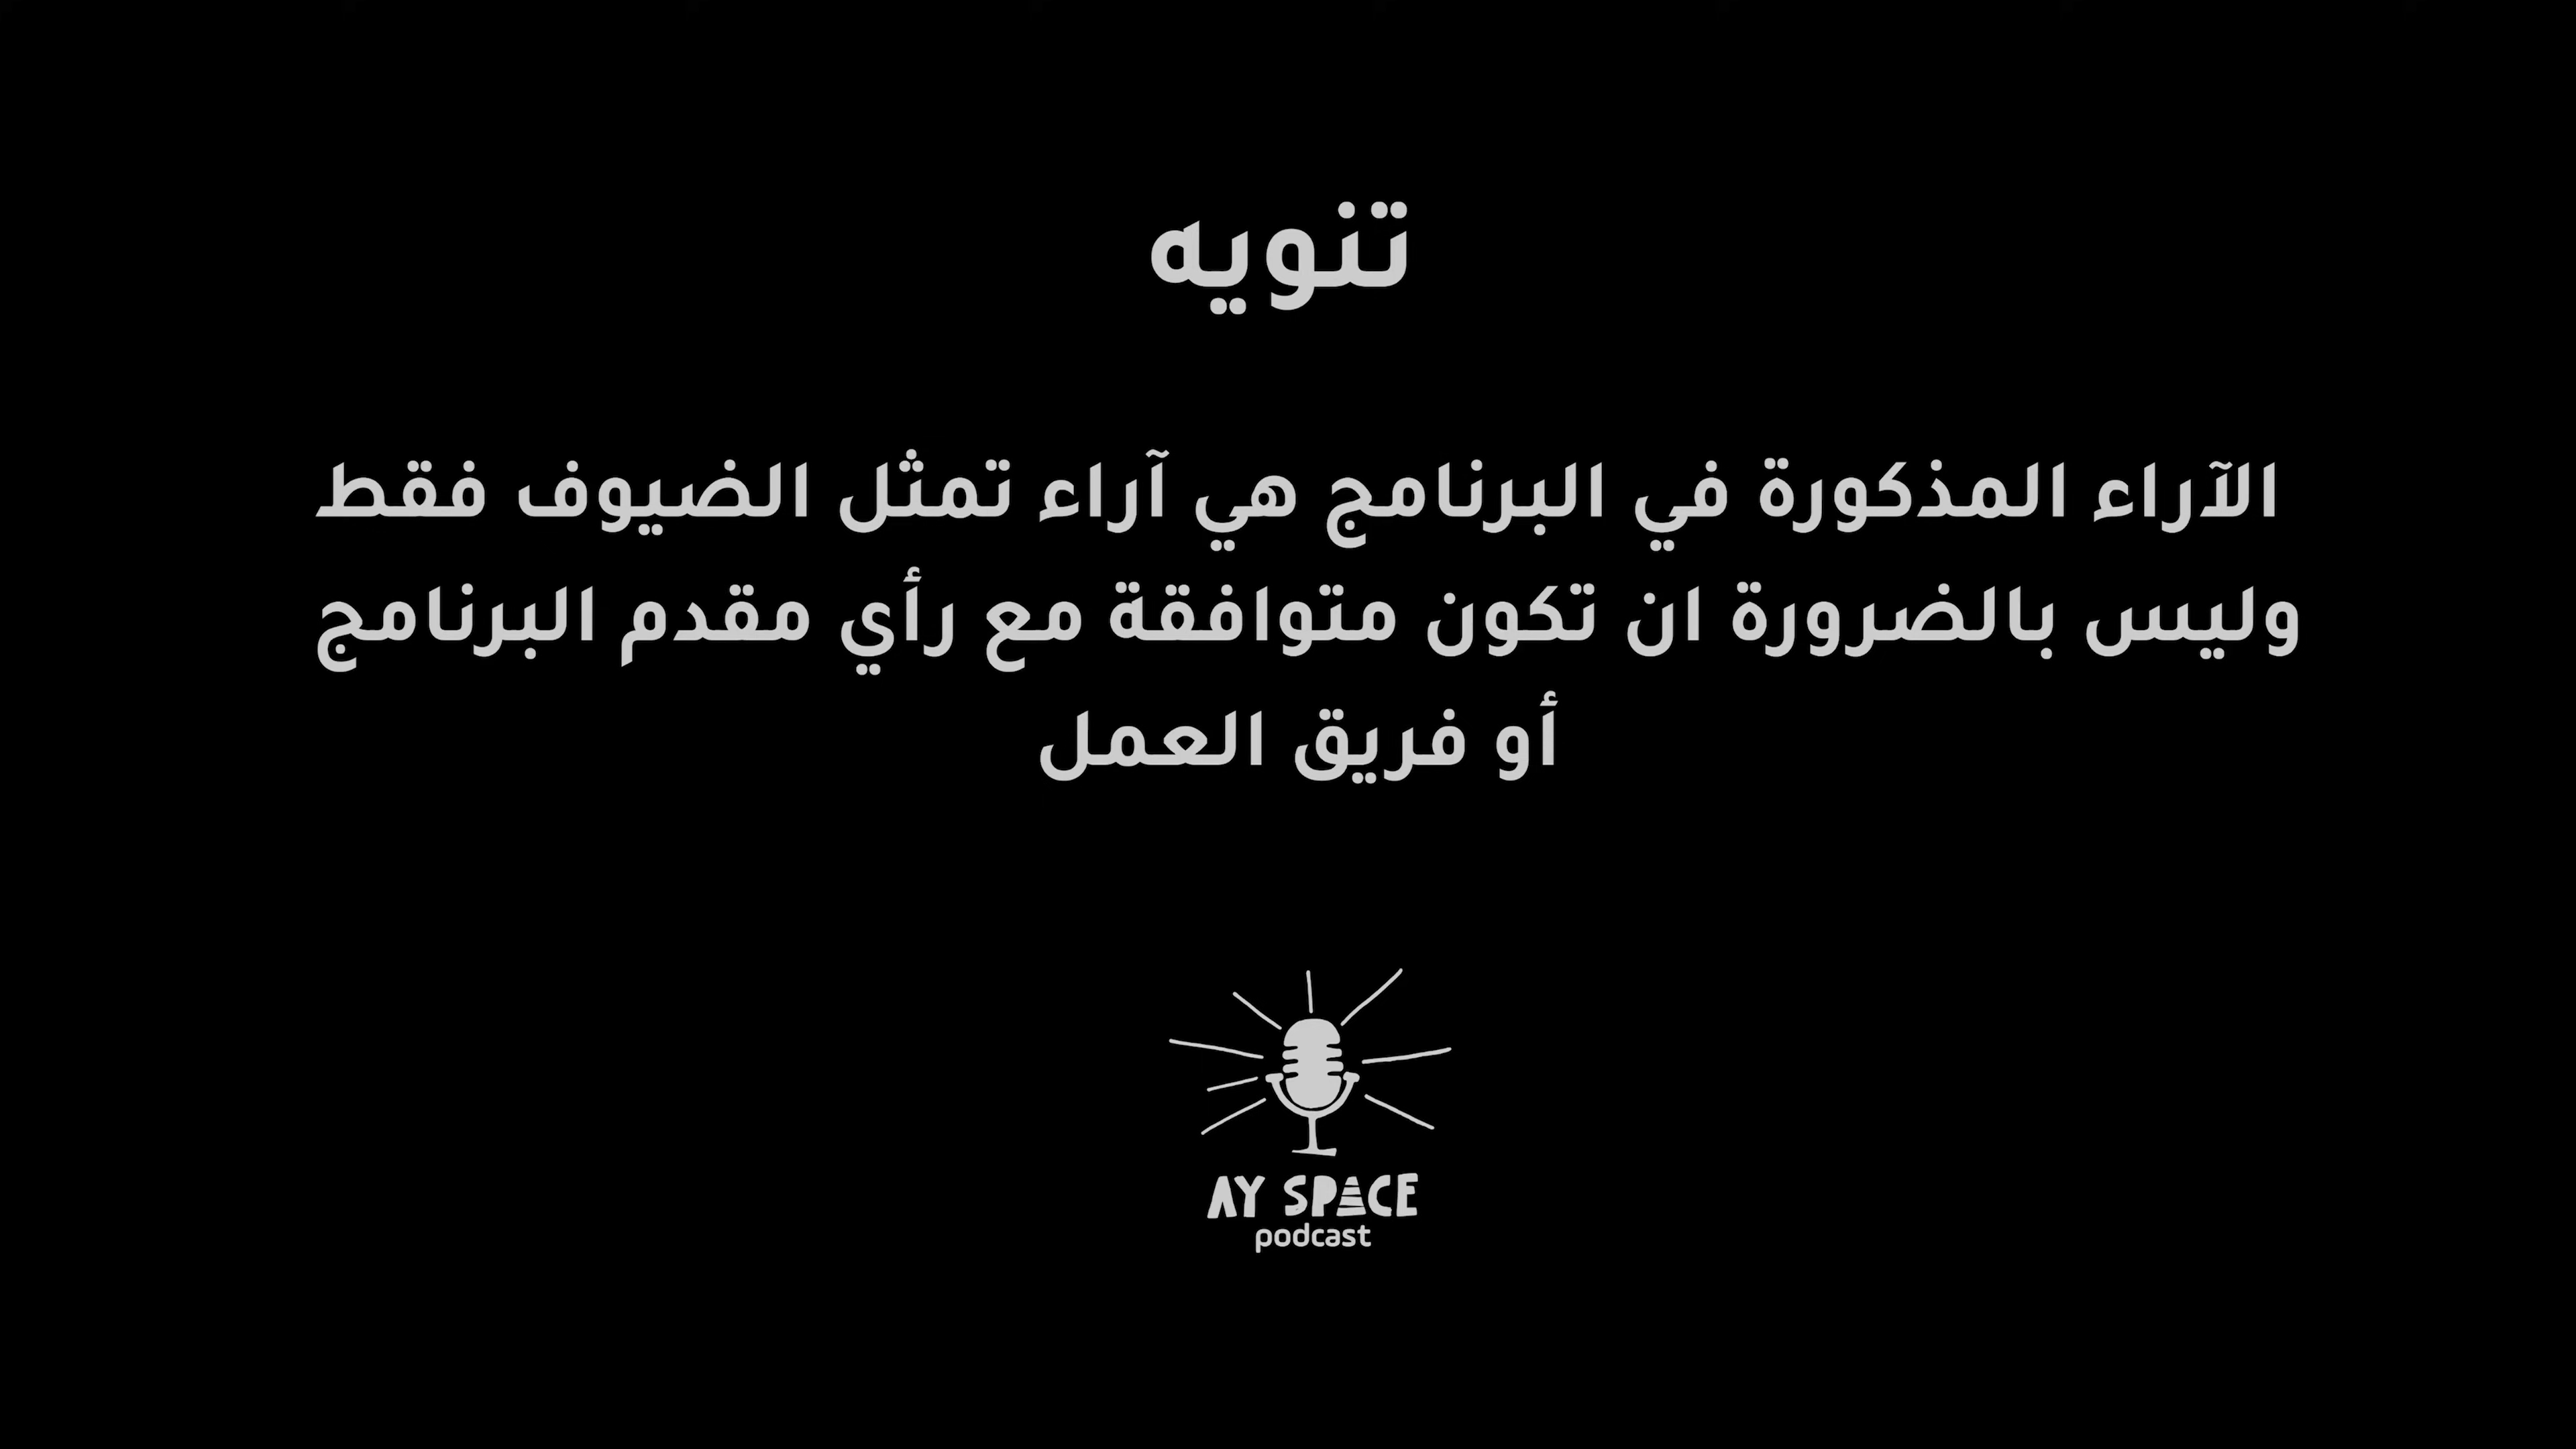 تنويه
الآراء المذكورة في البرنامج هي آراء تمثل الضيوف فقط
وليس بالضرورة ان تكون متوافقة مع رأي مقدم البرنامج
أو فريق العمل
AY SPACE
podcast